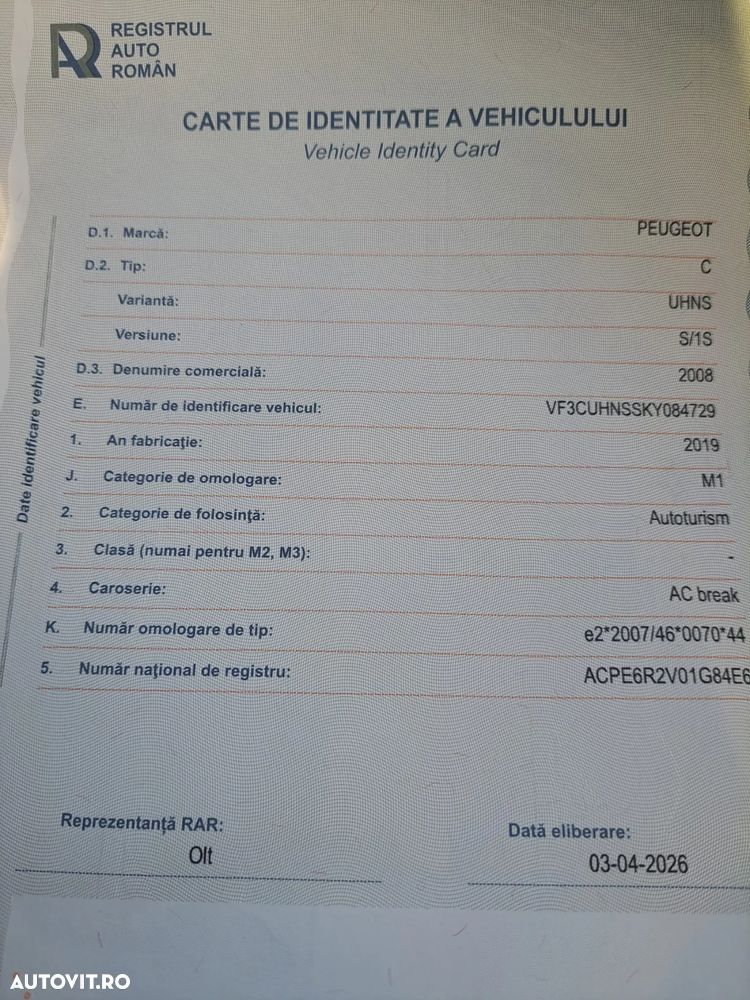 REGISTRUL
AUTO
ROMÂN
CARTE DE IDENTITATE A VEHICULULUI
Vehicle Identity Card
D.1. Marcă: PEUGEOT
D.2. Tip: C
Variantă: UHNS
Versiune: S/1S
D.3. Denumire comercială: 2008
E. Număr de identificare vehicul: VF3CUHNSSKY084729
1. An fabricaţie: 2019
J. Categorie de omologare: M1
2. Categorie de folosinţă: Autoturism
3. Clasă (numai pentru M2, M3): -
4. Caroserie: AC break
K. Număr omologare de tip: e2*2007/46*0070*44
5. Număr naţional de registru: ACPE6R2V01G84E6
Date identificare vehicul
Reprezentanţă RAR: Dată eliberare:
Olt 03-04-2026
AUTOVIT.RO